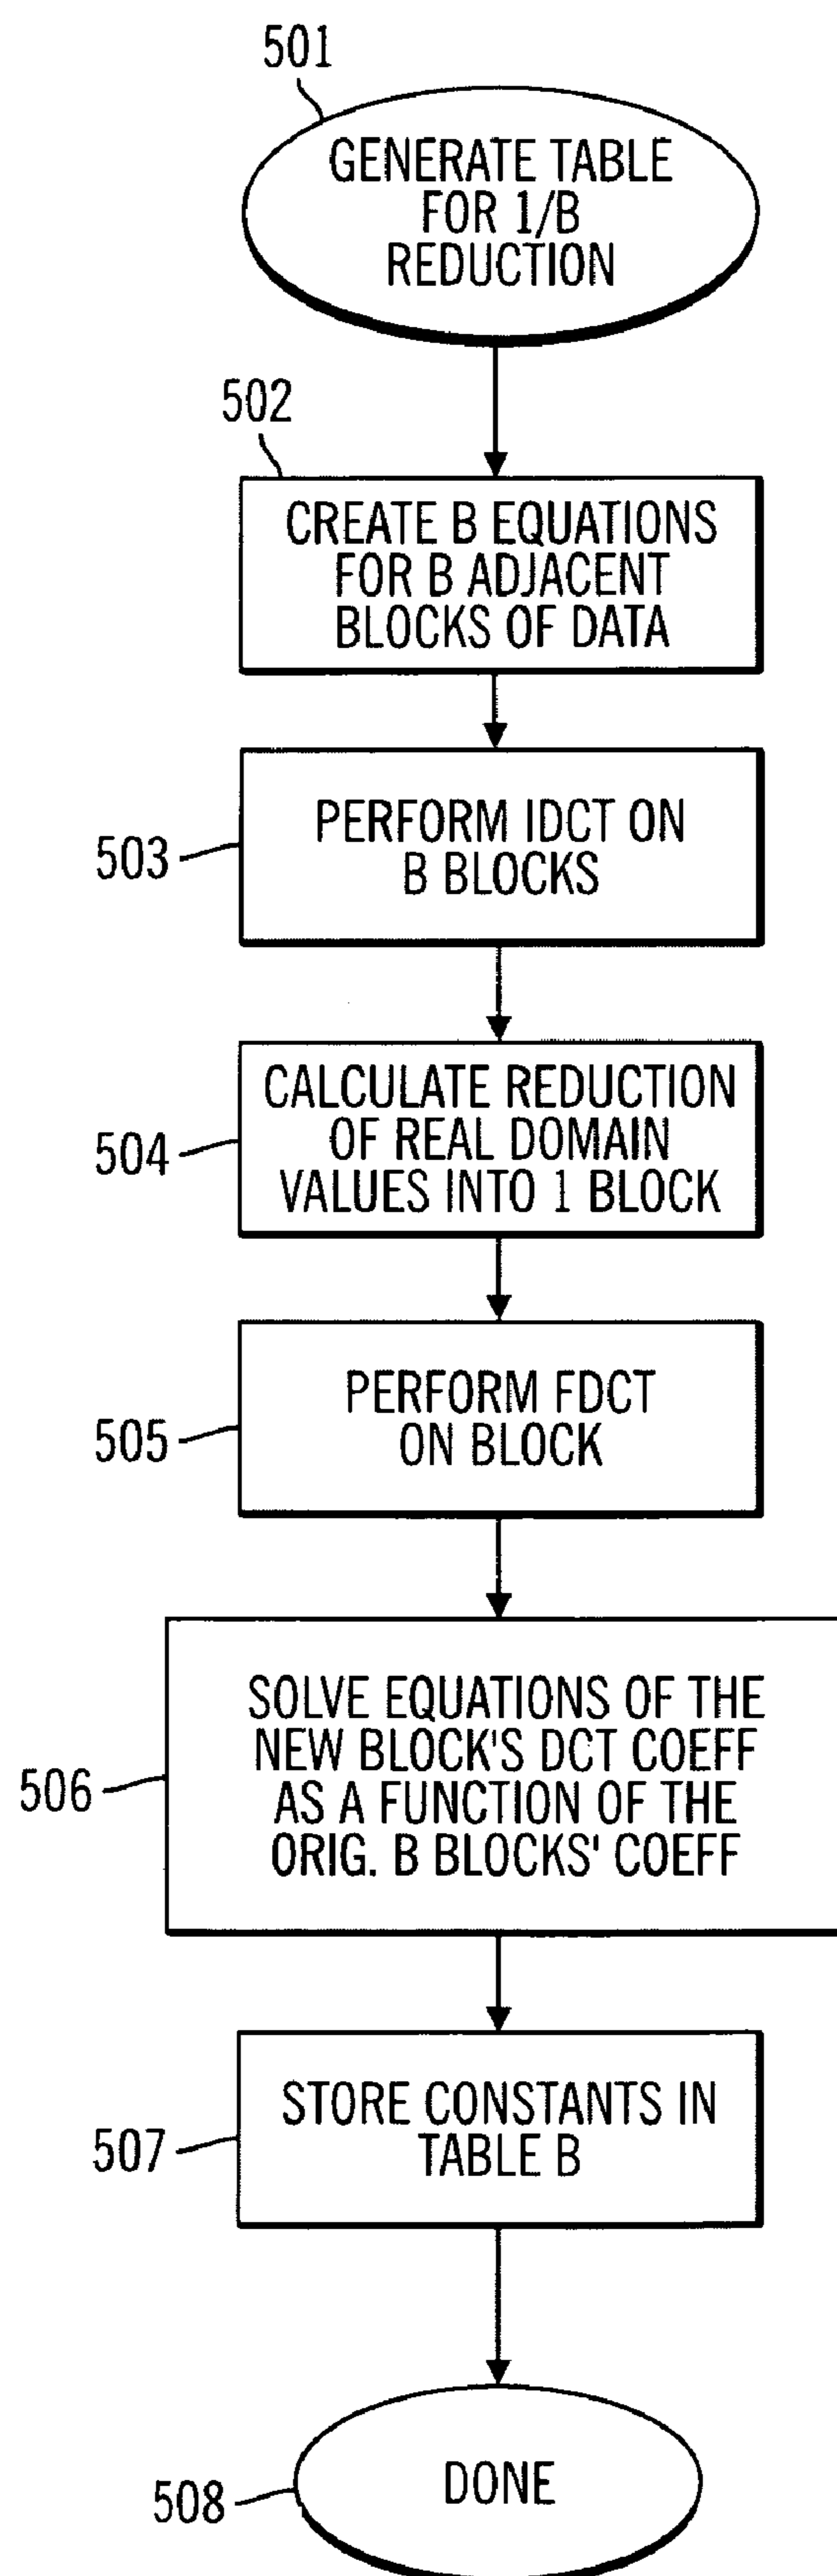 501
GENERATE TABLE
FOR 1/B
REDUCTION
502
CREATE B EQUATIONS
FOR B ADJACENT
BLOCKS OF DATA
503
PERFORM IDCT ON
B BLOCKS
504
CALCULATE REDUCTION
OF REAL DOMAIN
VALUES INTO 1 BLOCK
505
PERFORM FDCT
ON BLOCK
506
SOLVE EQUATIONS OF THE
NEW BLOCK'S DCT COEFF
AS A FUNCTION OF THE
ORIG. B BLOCKS' COEFF
507
STORE CONSTANTS IN
TABLE B
508
DONE